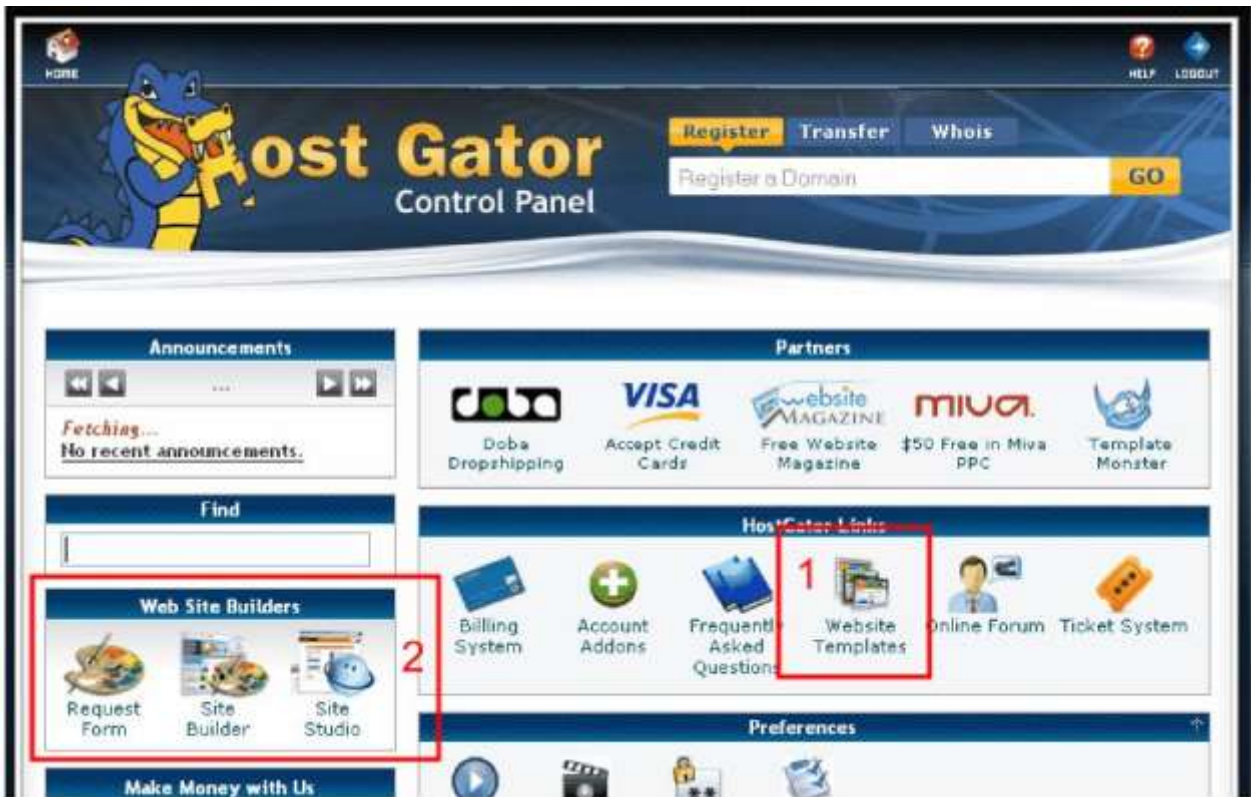 HOME
HELP
LOGOUT
Host Gator
Control Panel
Register
Transfer
Whois
Register a Domain
GO
Announcements
...
Fetching...
No recent announcements.
Find
Web Site Builders
Request
Form
Site
Builder
Site
Studio
2
Make Money with Us
Partners
doba
Doba
Dropshipping
VISA
Accept Credit
Cards
website
MAGAZINE
Free Website
Magazine
MIVA.
$50 Free in Miva
PPC
Template
Monster
HostGator Links
Billing
System
Account
Addons
Frequently
Asked
Questions
1
Website
Templates
Online Forum
Ticket System
Preferences
**